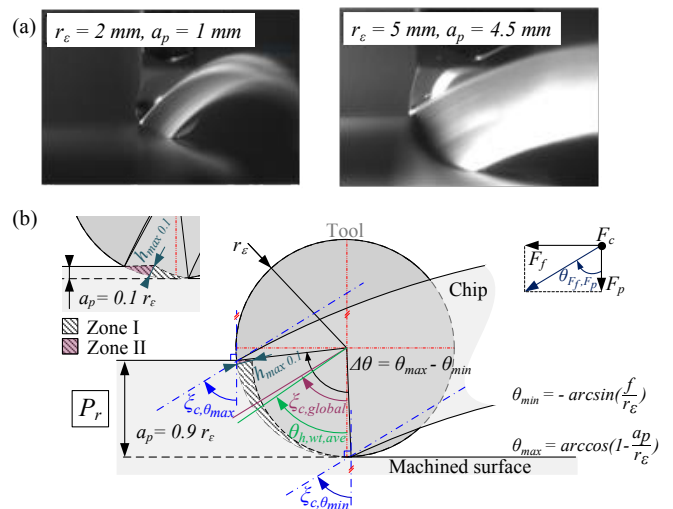 (a)
r_ε = 2 mm, a_p = 1 mm
r_ε = 5 mm, a_p = 4.5 mm
(b)
h_max 0.1
a_p = 0.1 r_ε
Zone I
Zone II
Tool
r_ε
Chip
F_c
F_f
θ_Ff,Fp
F_p
h_max 0.1
Δθ = θ_max - θ_min
P_r
ξ_c,θmax
ξ_c,global
θ_h,wt,ave
a_p = 0.9 r_ε
θ_min = - arcsin(f/r_ε)
θ_max = arccos(1-a_p/r_ε)
Machined surface
ξ_c,θmin